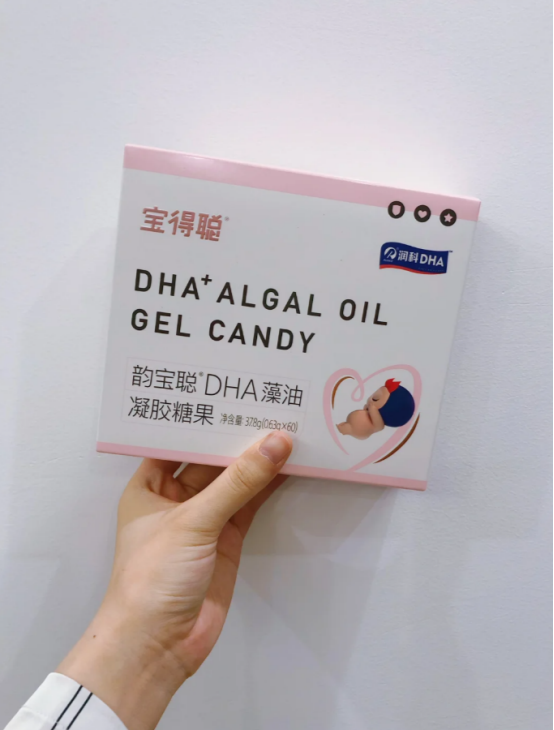 宝得聪®
润科DHA
DHA+ ALGAL OIL
GEL CANDY
韵宝聪®DHA藻油
凝胶糖果 净含量:37.8g(0.63g×60)